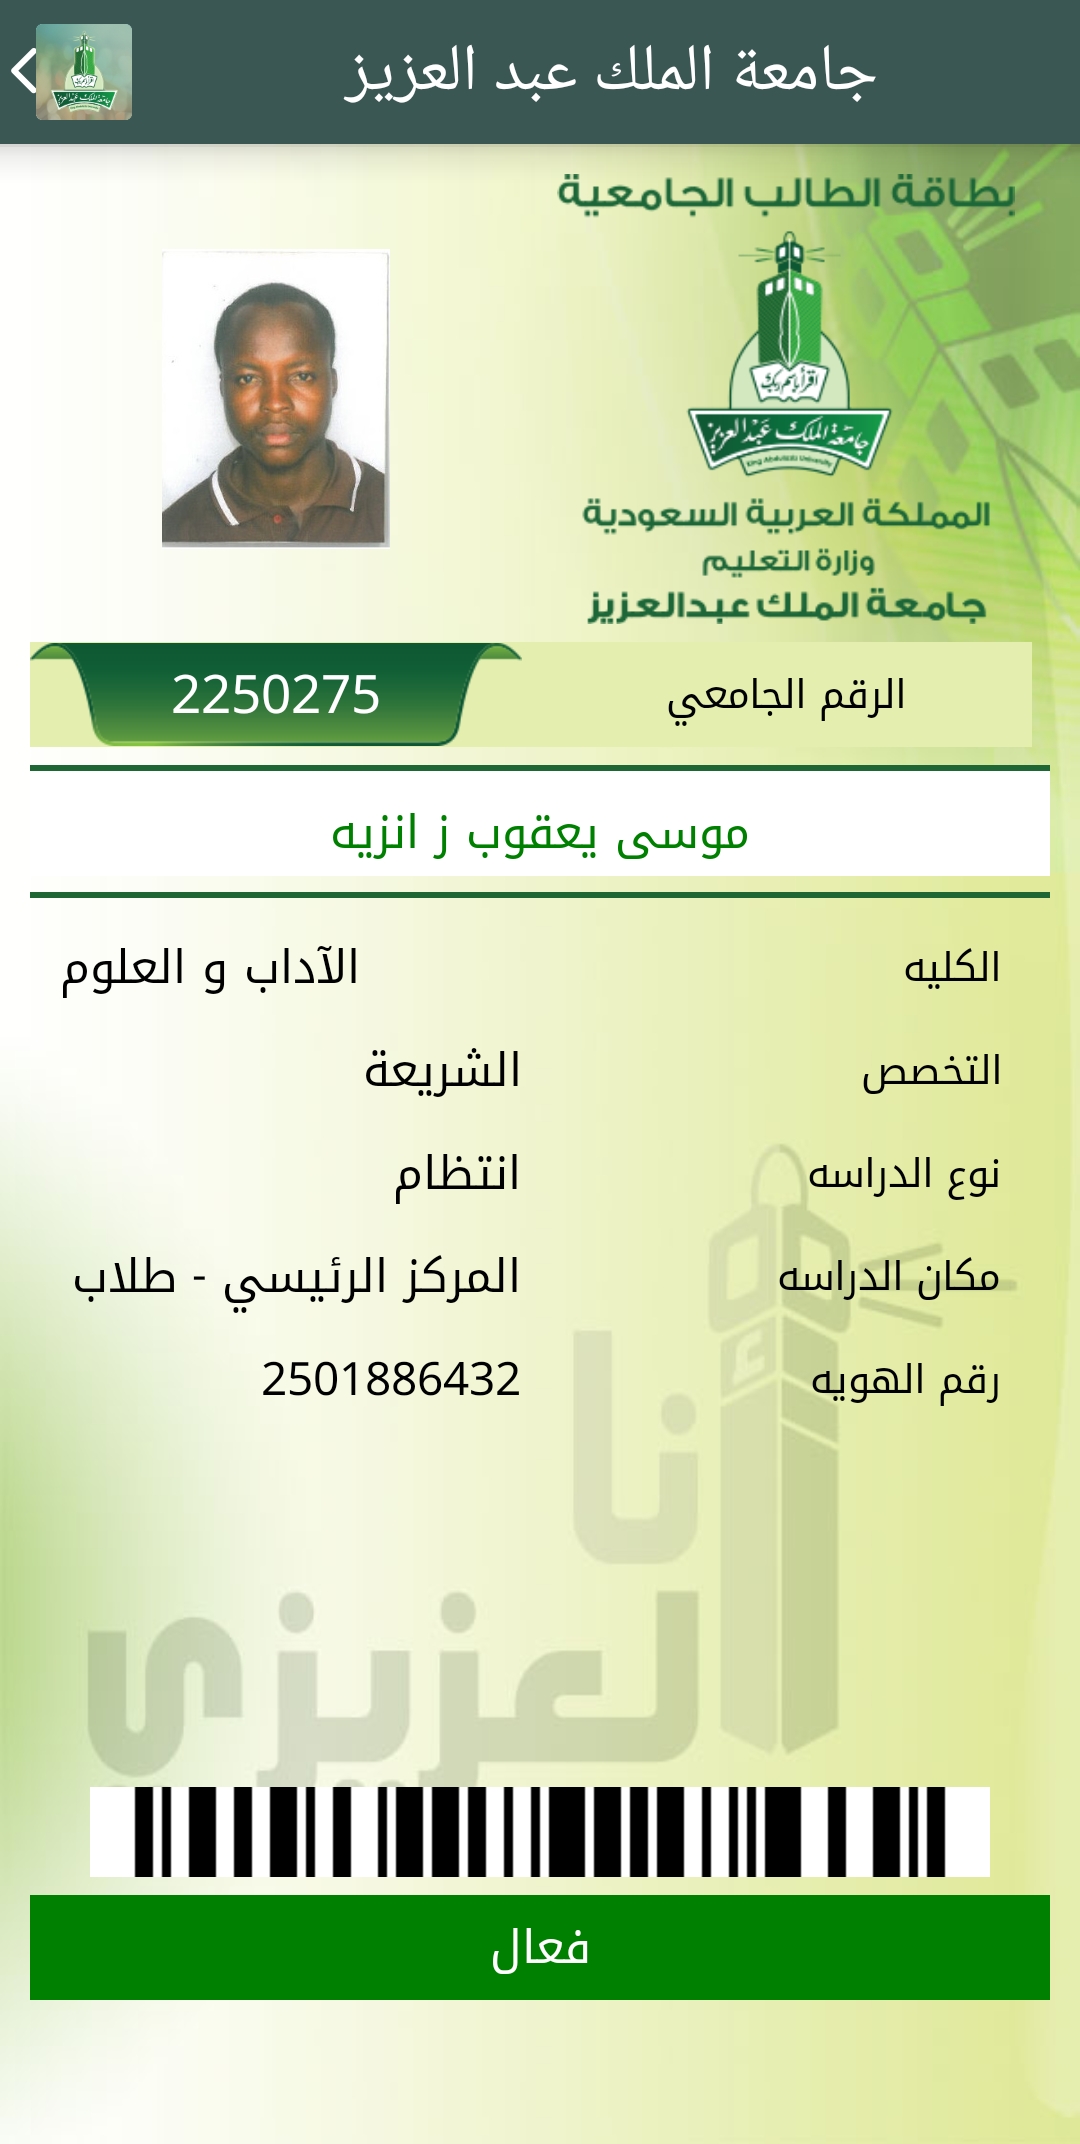 جامعة الملك عبد العزيز
بطاقة الطالب الجامعية
اقرأ باسم ربك
جامعة الملك عبد العزيز
King Abdulaziz University
المملكة العربية السعودية
وزارة التعليم
جامعة الملك عبدالعزيز
الرقم الجامعي 2250275
موسى يعقوب ز انزيه
الكليه الآداب و العلوم
التخصص الشريعة
نوع الدراسه انتظام
مكان الدراسه المركز الرئيسي - طلاب
رقم الهويه 2501886432
أنا
العزيزي
فعال